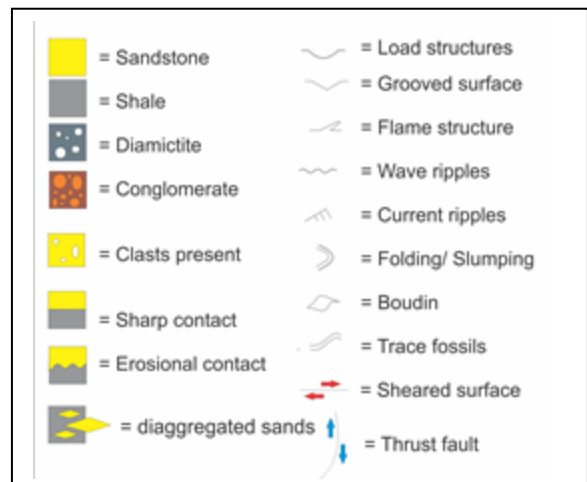 = Sandstone
= Shale
= Diamictite
= Conglomerate
= Clasts present
= Sharp contact
= Erosional contact
= diaggregated sands
= Load structures
= Grooved surface
= Flame structure
= Wave ripples
= Current ripples
= Folding/ Slumping
= Boudin
= Trace fossils
= Sheared surface
= Thrust fault